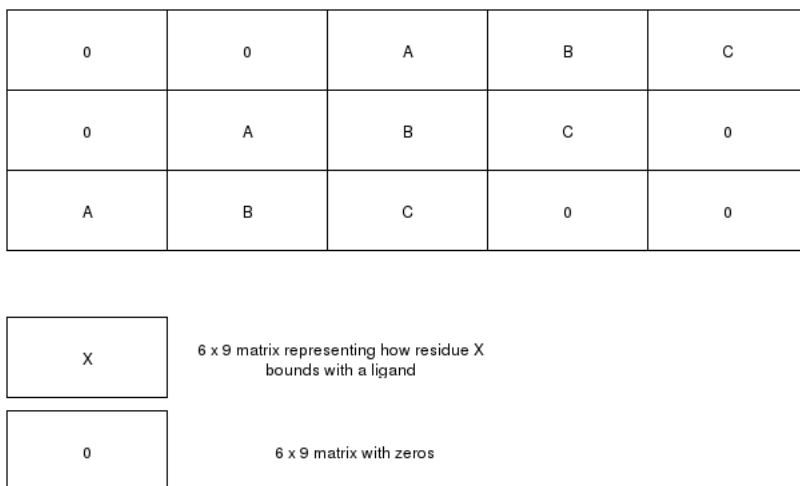 0 0 A B C
0 A B C 0
A B C 0 0
X
6 x 9 matrix representing how residue X
bounds with a ligand
0
6 x 9 matrix with zeros